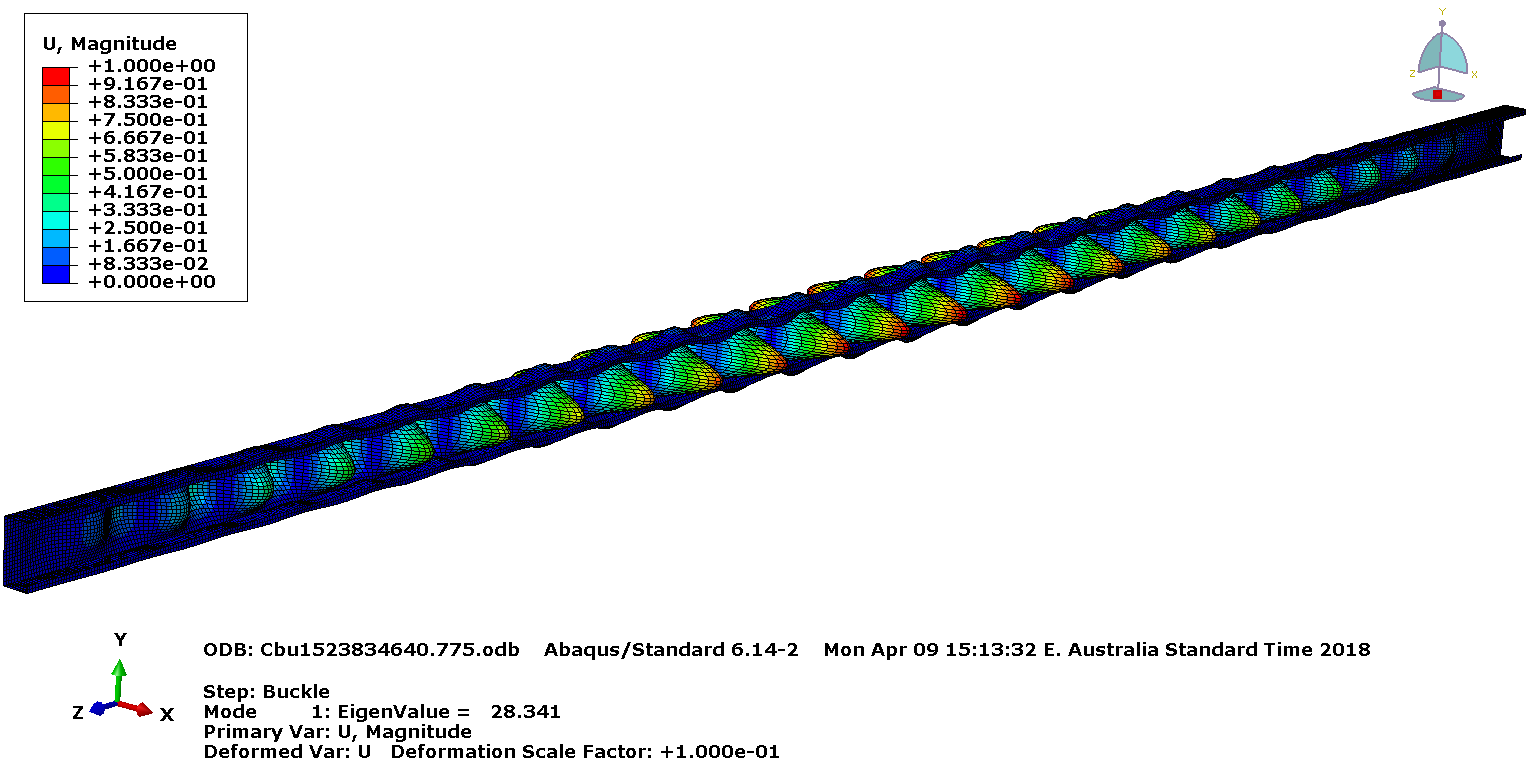 U, Magnitude
+1.000e+00
+9.167e-01
+8.333e-01
+7.500e-01
+6.667e-01
+5.833e-01
+5.000e-01
+4.167e-01
+3.333e-01
+2.500e-01
+1.667e-01
+8.333e-02
+0.000e+00
Y
Z X
Y
Z X
ODB: Cbu1523834640.775.odb Abaqus/Standard 6.14-2 Mon Apr 09 15:13:32 E. Australia Standard Time 2018
Step: Buckle
Mode 1: EigenValue = 28.341
Primary Var: U, Magnitude
Deformed Var: U Deformation Scale Factor: +1.000e-01